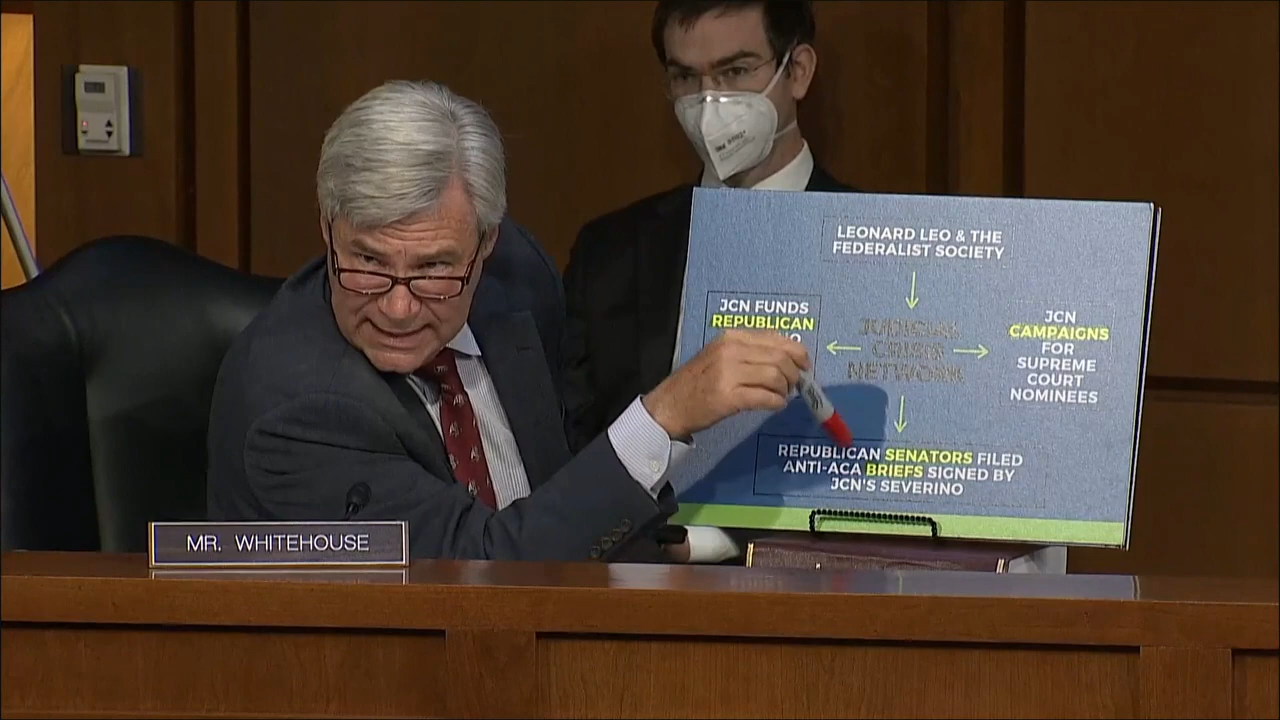 LEONARD LEO & THE
FEDERALIST SOCIETY
JCN FUNDS
REPUBLICAN
JUDICIAL
CRISIS
NETWORK
JCN
CAMPAIGNS
FOR
SUPREME
COURT
NOMINEES
REPUBLICAN SENATORS FILED
ANTI-ACA BRIEFS SIGNED BY
JCN'S SEVERINO
MR. WHITEHOUSE